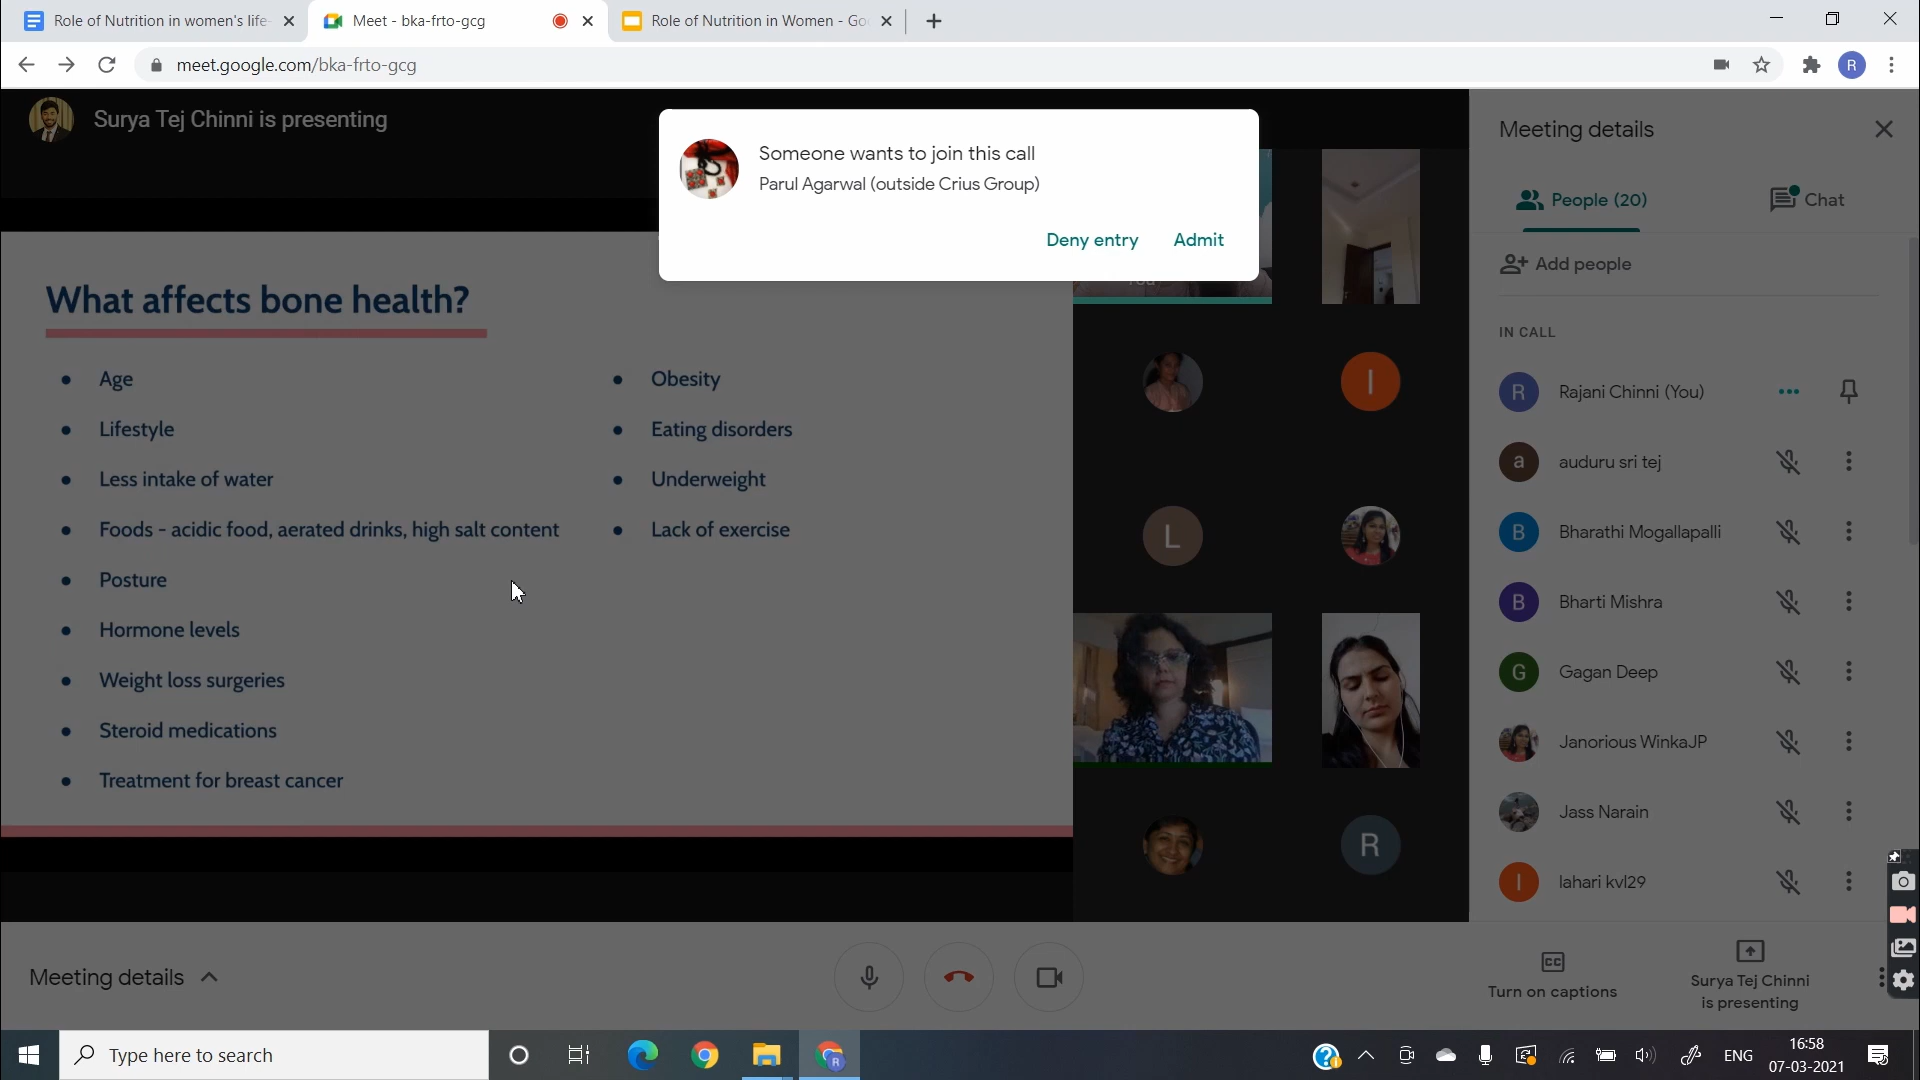 Role of Nutrition in women's life-
Meet - bka-frto-gcg
Role of Nutrition in Women - Goo
meet.google.com/bka-frto-gcg
R
Surya Tej Chinni is presenting
Someone wants to join this call
Parul Agarwal (outside Crius Group)
Deny entry
Admit
You
What affects bone health?
• Age
• Lifestyle
• Less intake of water
• Foods - acidic food, aerated drinks, high salt content
• Posture
• Hormone levels
• Weight loss surgeries
• Steroid medications
• Treatment for breast cancer
• Obesity
• Eating disorders
• Underweight
• Lack of exercise
l
L
R
Meeting details
People (20)
Chat
Add people
IN CALL
R Rajani Chinni (You)
a auduru sri tej
B Bharathi Mogallapalli
B Bharti Mishra
G Gagan Deep
Janorious WinkaJP
Jass Narain
l lahari kvl29
Meeting details
CC
Turn on captions
Surya Tej Chinni
is presenting
Type here to search
R
ENG
16:58
07-03-2021